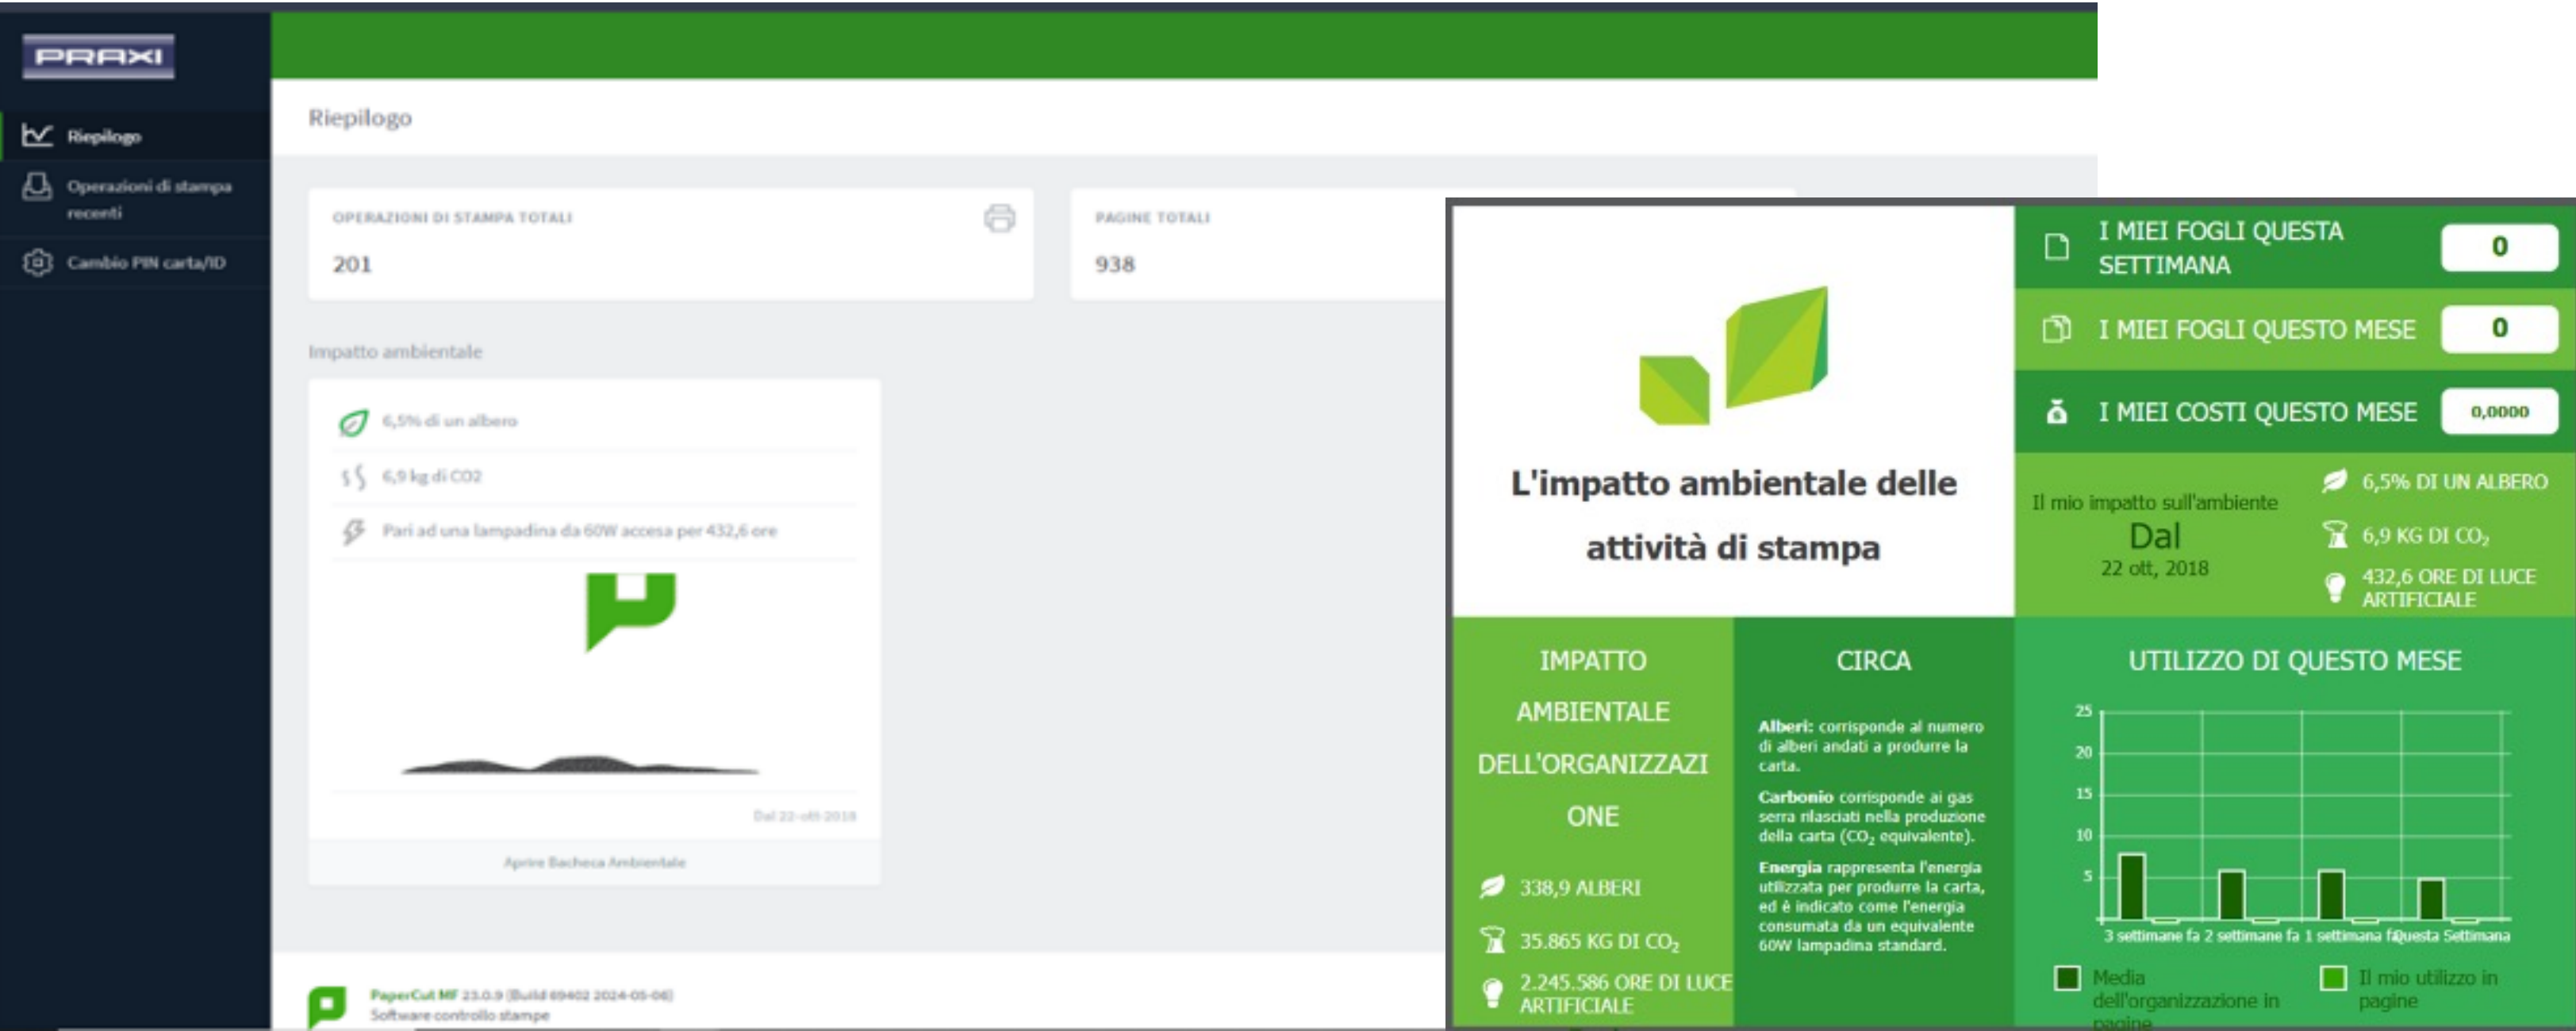 PRAXI
Riepilogo
Operazioni di stampa
recenti
Cambio PIN carta/ID
Riepilogo
OPERAZIONI DI STAMPA TOTALI
201
PAGINE TOTALI
938
Impatto ambientale
6,5% di un albero
6,9 kg di CO2
Pari ad una lampadina da 60W accesa per 432,6 ore
Dal 22-ott-2018
Aprire Bacheca Ambientale
PaperCut MF 23.0.9 (Build 69402 2024-05-06)
Software controllo stampe
L'impatto ambientale delle
attività di stampa
I MIEI FOGLI QUESTA
SETTIMANA
0
I MIEI FOGLI QUESTO MESE
0
I MIEI COSTI QUESTO MESE
0,0000
Il mio impatto sull'ambiente
Dal
22 ott, 2018
6,5% DI UN ALBERO
6,9 KG DI CO₂
432,6 ORE DI LUCE
ARTIFICIALE
IMPATTO
AMBIENTALE
DELL'ORGANIZZAZI
ONE
338,9 ALBERI
35.865 KG DI CO₂
2.245.586 ORE DI LUCE
ARTIFICIALE
CIRCA
Alberi: corrisponde al numero
di alberi andati a produrre la
carta.
Carbonio corrisponde ai gas
serra rilasciati nella produzione
della carta (CO₂ equivalente).
Energia rappresenta l'energia
utilizzata per produrre la carta,
ed è indicato come l'energia
consumata da un equivalente
60W lampadina standard.
UTILIZZO DI QUESTO MESE
25
20
15
10
5
3 settimane fa 2 settimane fa 1 settimana fa Questa Settimana
Media
dell'organizzazione in
pagine
Il mio utilizzo in
pagine